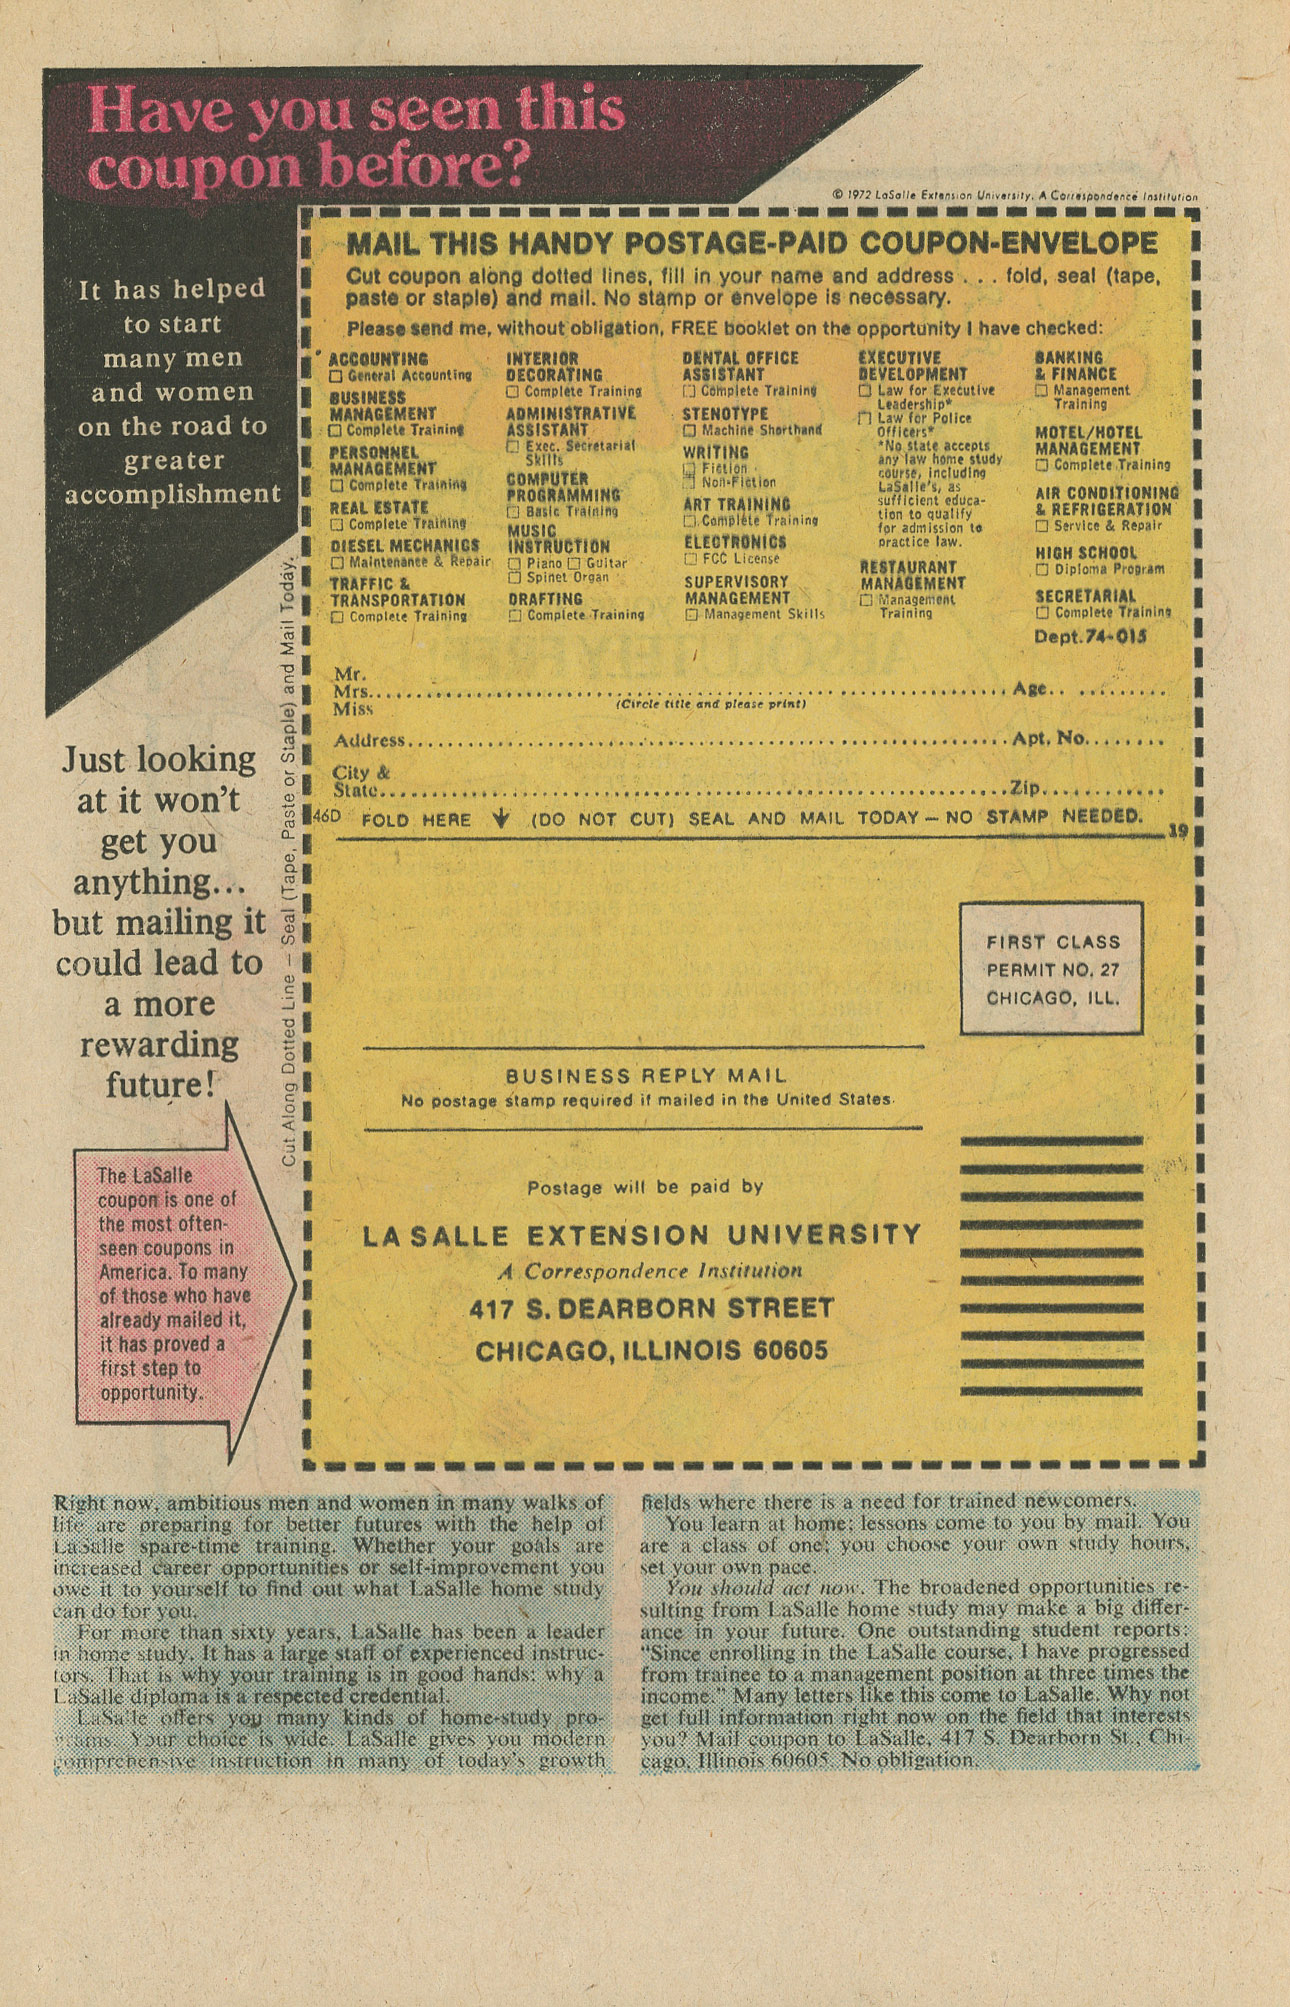 Have you seen this
coupon before?
© 1972 LaSalle Extension University, A Correspondence Institution
It has helped
to start
many men
and women
on the road to
greater
accomplishment
Just looking
at it won't
get you
anything...
but mailing it
could lead to
a more
rewarding
future!
The LaSalle
coupon is one of
the most often-
seen coupons in
America. To many
of those who have
already mailed it,
it has proved a
first step to
opportunity.
Cut Along Dotted Line – Seal (Tape, Paste or Staple) and Mail Today.
MAIL THIS HANDY POSTAGE-PAID COUPON-ENVELOPE
Cut coupon along dotted lines, fill in your name and address . . . fold, seal (tape,
paste or staple) and mail. No stamp or envelope is necessary.
Please send me, without obligation, FREE booklet on the opportunity I have checked:
ACCOUNTING
☐ General Accounting
BUSINESS
MANAGEMENT
☐ Complete Training
PERSONNEL
MANAGEMENT
☐ Complete Training
REAL ESTATE
☐ Complete Training
DIESEL MECHANICS
☐ Maintenance & Repair
TRAFFIC &
TRANSPORTATION
☐ Complete Training
INTERIOR
DECORATING
☐ Complete Training
ADMINISTRATIVE
ASSISTANT
☐ Exec. Secretarial
Skills
COMPUTER
PROGRAMMING
☐ Basic Training
MUSIC
INSTRUCTION
☐ Piano ☐ Guitar
☐ Spinet Organ
DRAFTING
☐ Complete Training
DENTAL OFFICE
ASSISTANT
☐ Complete Training
STENOTYPE
☐ Machine Shorthand
WRITING
☐ Fiction
☐ Non-Fiction
ART TRAINING
☐ Complete Training
ELECTRONICS
☐ FCC License
SUPERVISORY
MANAGEMENT
☐ Management Skills
EXECUTIVE
DEVELOPMENT
☐ Law for Executive
Leadership*
☐ Law for Police
Officers*
*No state accepts
any law home study
course, including
LaSalle's, as
sufficient educa-
tion to qualify
for admission to
practice law.
RESTAURANT
MANAGEMENT
☐ Management
Training
BANKING
& FINANCE
☐ Management
Training
MOTEL/HOTEL
MANAGEMENT
☐ Complete Training
AIR CONDITIONING
& REFRIGERATION
☐ Service & Repair
HIGH SCHOOL
☐ Diploma Program
SECRETARIAL
☐ Complete Training
Dept. 74-015
Mr.
Mrs. Age
Miss
(Circle title and please print)
Address Apt. No.
City &
State Zip
46D FOLD HERE ↓ (DO NOT CUT) SEAL AND MAIL TODAY – NO STAMP NEEDED.
19
FIRST CLASS
PERMIT NO. 27
CHICAGO, ILL.
BUSINESS REPLY MAIL
No postage stamp required if mailed in the United States.
Postage will be paid by
LA SALLE EXTENSION UNIVERSITY
A Correspondence Institution
417 S. DEARBORN STREET
CHICAGO, ILLINOIS 60605
Right now, ambitious men and women in many walks of
life are preparing for better futures with the help of
LaSalle spare-time training. Whether your goals are
increased career opportunities or self-improvement you
owe it to yourself to find out what LaSalle home study
can do for you.
For more than sixty years, LaSalle has been a leader
in home study. It has a large staff of experienced instruc-
tors. That is why your training is in good hands: why a
LaSalle diploma is a respected credential.
LaSalle offers you many kinds of home-study pro-
grams. Your choice is wide. LaSalle gives you modern
comprehensive instruction in many of today's growth
fields where there is a need for trained newcomers.
You learn at home; lessons come to you by mail. You
are a class of one; you choose your own study hours,
set your own pace.
You should act now. The broadened opportunities re-
sulting from LaSalle home study may make a big differ-
ance in your future. One outstanding student reports:
"Since enrolling in the LaSalle course, I have progressed
from trainee to a management position at three times the
income." Many letters like this come to LaSalle. Why not
get full information right now on the field that interests
you? Mail coupon to LaSalle, 417 S. Dearborn St., Chi-
cago, Illinois 60605. No obligation.